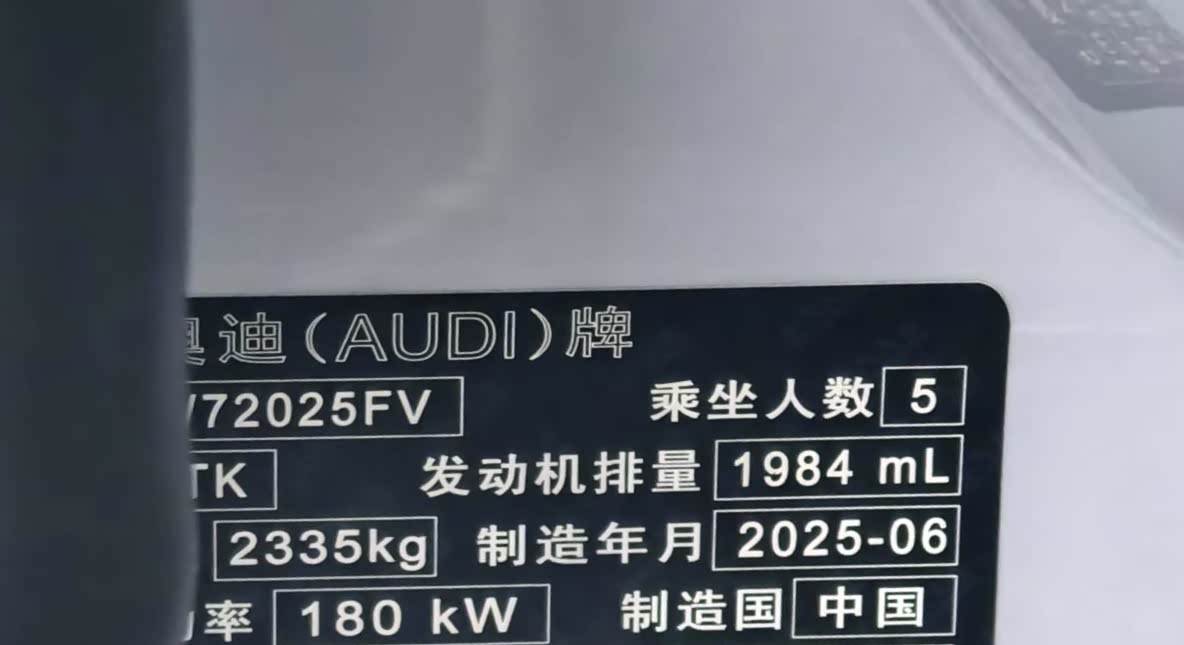 奥迪(AUDI)牌
72025FV 乘坐人数 5
TK 发动机排量 1984 mL
2335kg 制造年月 2025-06
率 180 kW 制造国 中国